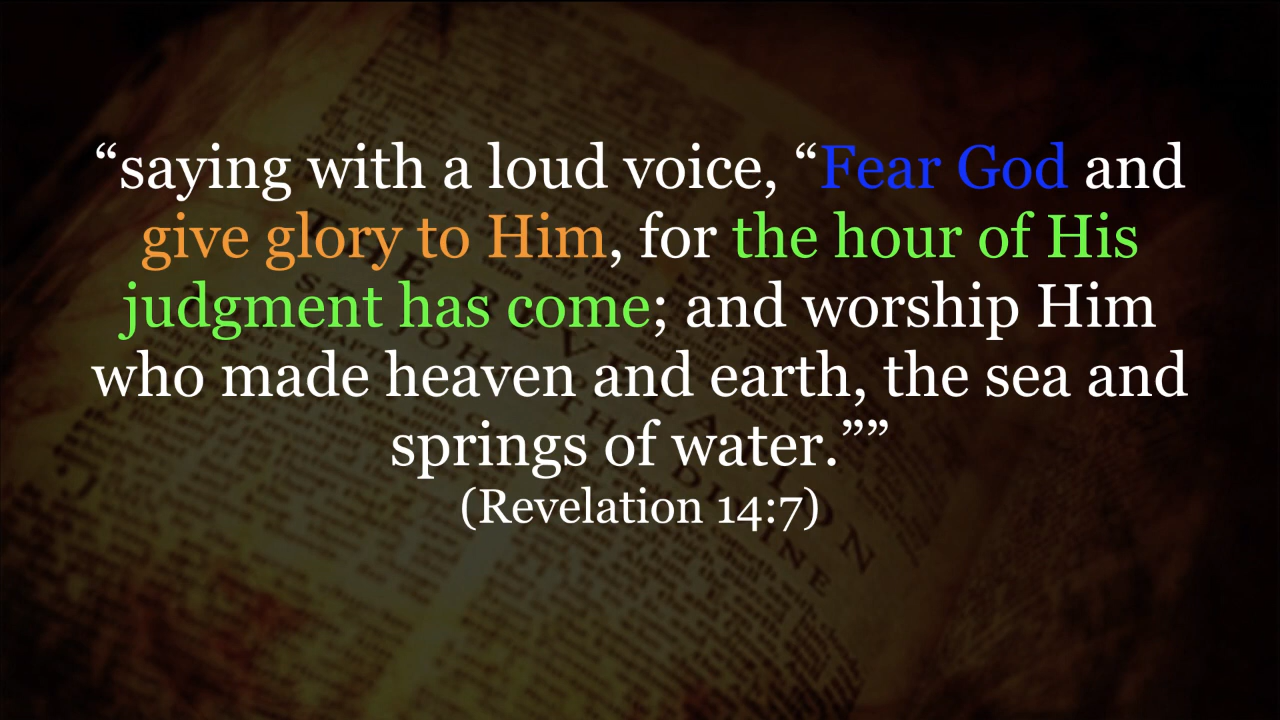 “saying with a loud voice, “Fear God and
give glory to Him, for the hour of His
judgment has come; and worship Him
who made heaven and earth, the sea and
springs of water.””
(Revelation 14:7)